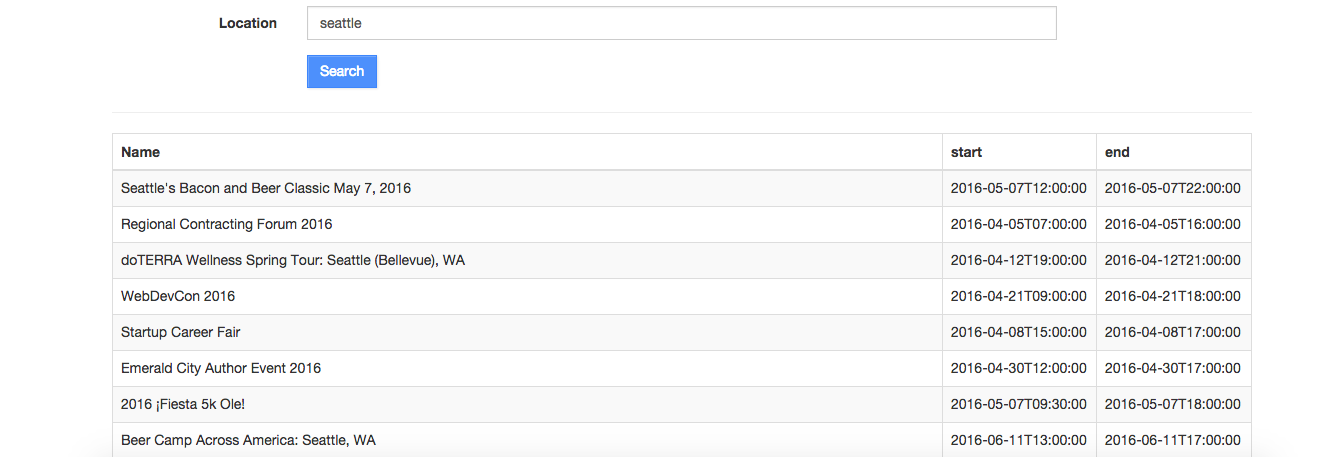 Location seattle
Search
Name start end
Seattle's Bacon and Beer Classic May 7, 2016 2016-05-07T12:00:00 2016-05-07T22:00:00
Regional Contracting Forum 2016 2016-04-05T07:00:00 2016-04-05T16:00:00
doTERRA Wellness Spring Tour: Seattle (Bellevue), WA 2016-04-12T19:00:00 2016-04-12T21:00:00
WebDevCon 2016 2016-04-21T09:00:00 2016-04-21T18:00:00
Startup Career Fair 2016-04-08T15:00:00 2016-04-08T17:00:00
Emerald City Author Event 2016 2016-04-30T12:00:00 2016-04-30T17:00:00
2016 ¡Fiesta 5k Ole! 2016-05-07T09:30:00 2016-05-07T18:00:00
Beer Camp Across America: Seattle, WA 2016-06-11T13:00:00 2016-06-11T17:00:00